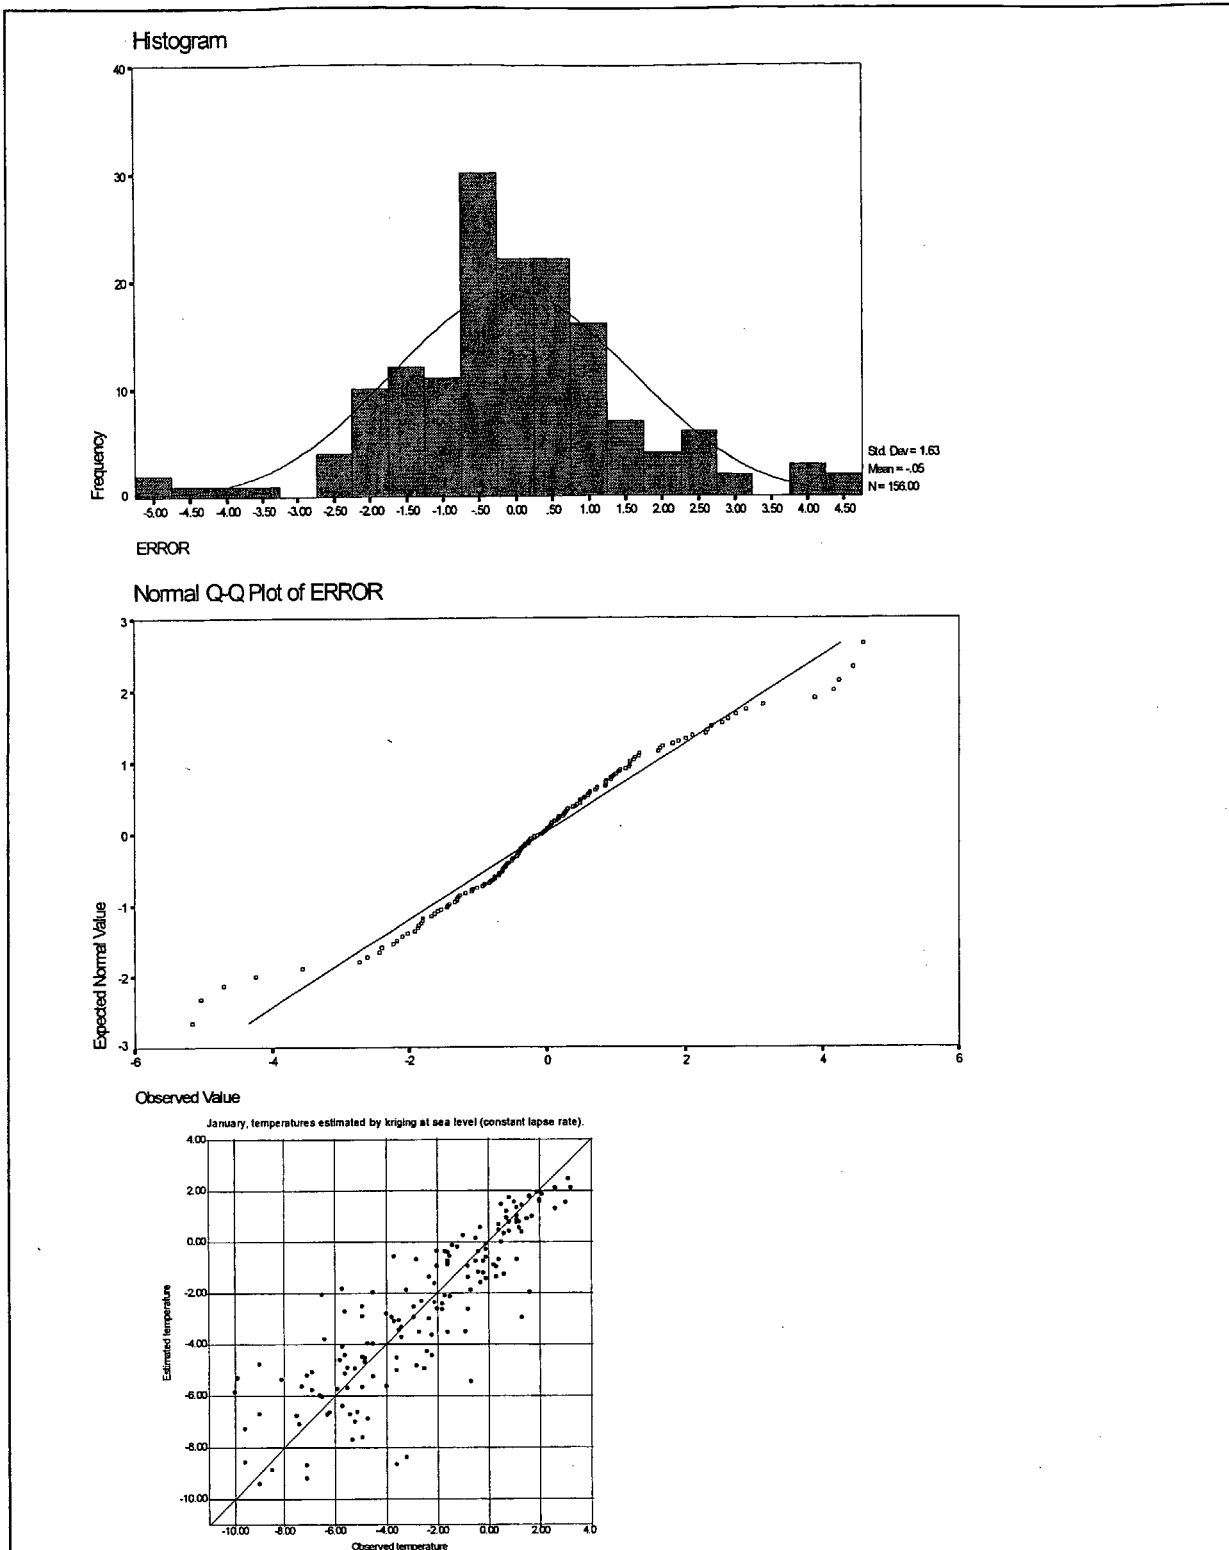 Histogram
40
30
20
10
0
Frequency
-5.00 -4.50 -4.00 -3.50 -3.00 -2.50 -2.00 -1.50 -1.00 -.50 0.00 .50 1.00 1.50 2.00 2.50 3.00 3.50 4.00 4.50
Std. Dev = 1.63
Mean = -.05
N = 156.00
ERROR
Normal Q-Q Plot of ERROR
3
2
1
0
-1
-2
-3
Expected Normal Value
-6 -4 -2 0 2 4 6
Observed Value
January, temperatures estimated by kriging at sea level (constant lapse rate).
4.00
2.00
0.00
-2.00
-4.00
-6.00
-8.00
-10.00
Estimated temperature
-10.00 -8.00 -6.00 -4.00 -2.00 0.00 2.00 4.0
Observed temperature